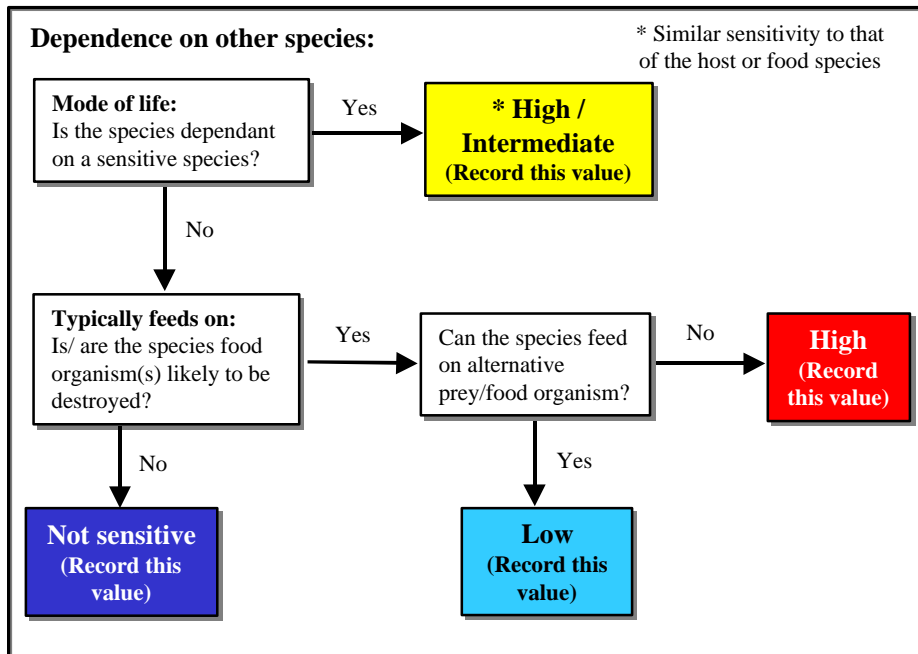 Dependence on other species:
* Similar sensitivity to that
of the host or food species
Mode of life:
Is the species dependant
on a sensitive species?
Yes
* High /
Intermediate
(Record this value)
No
Typically feeds on:
Is/ are the species food
organism(s) likely to be
destroyed?
Yes
Can the species feed
on alternative
prey/food organism?
No
High
(Record
this value)
No
Yes
Not sensitive
(Record this
value)
Low
(Record this
value)